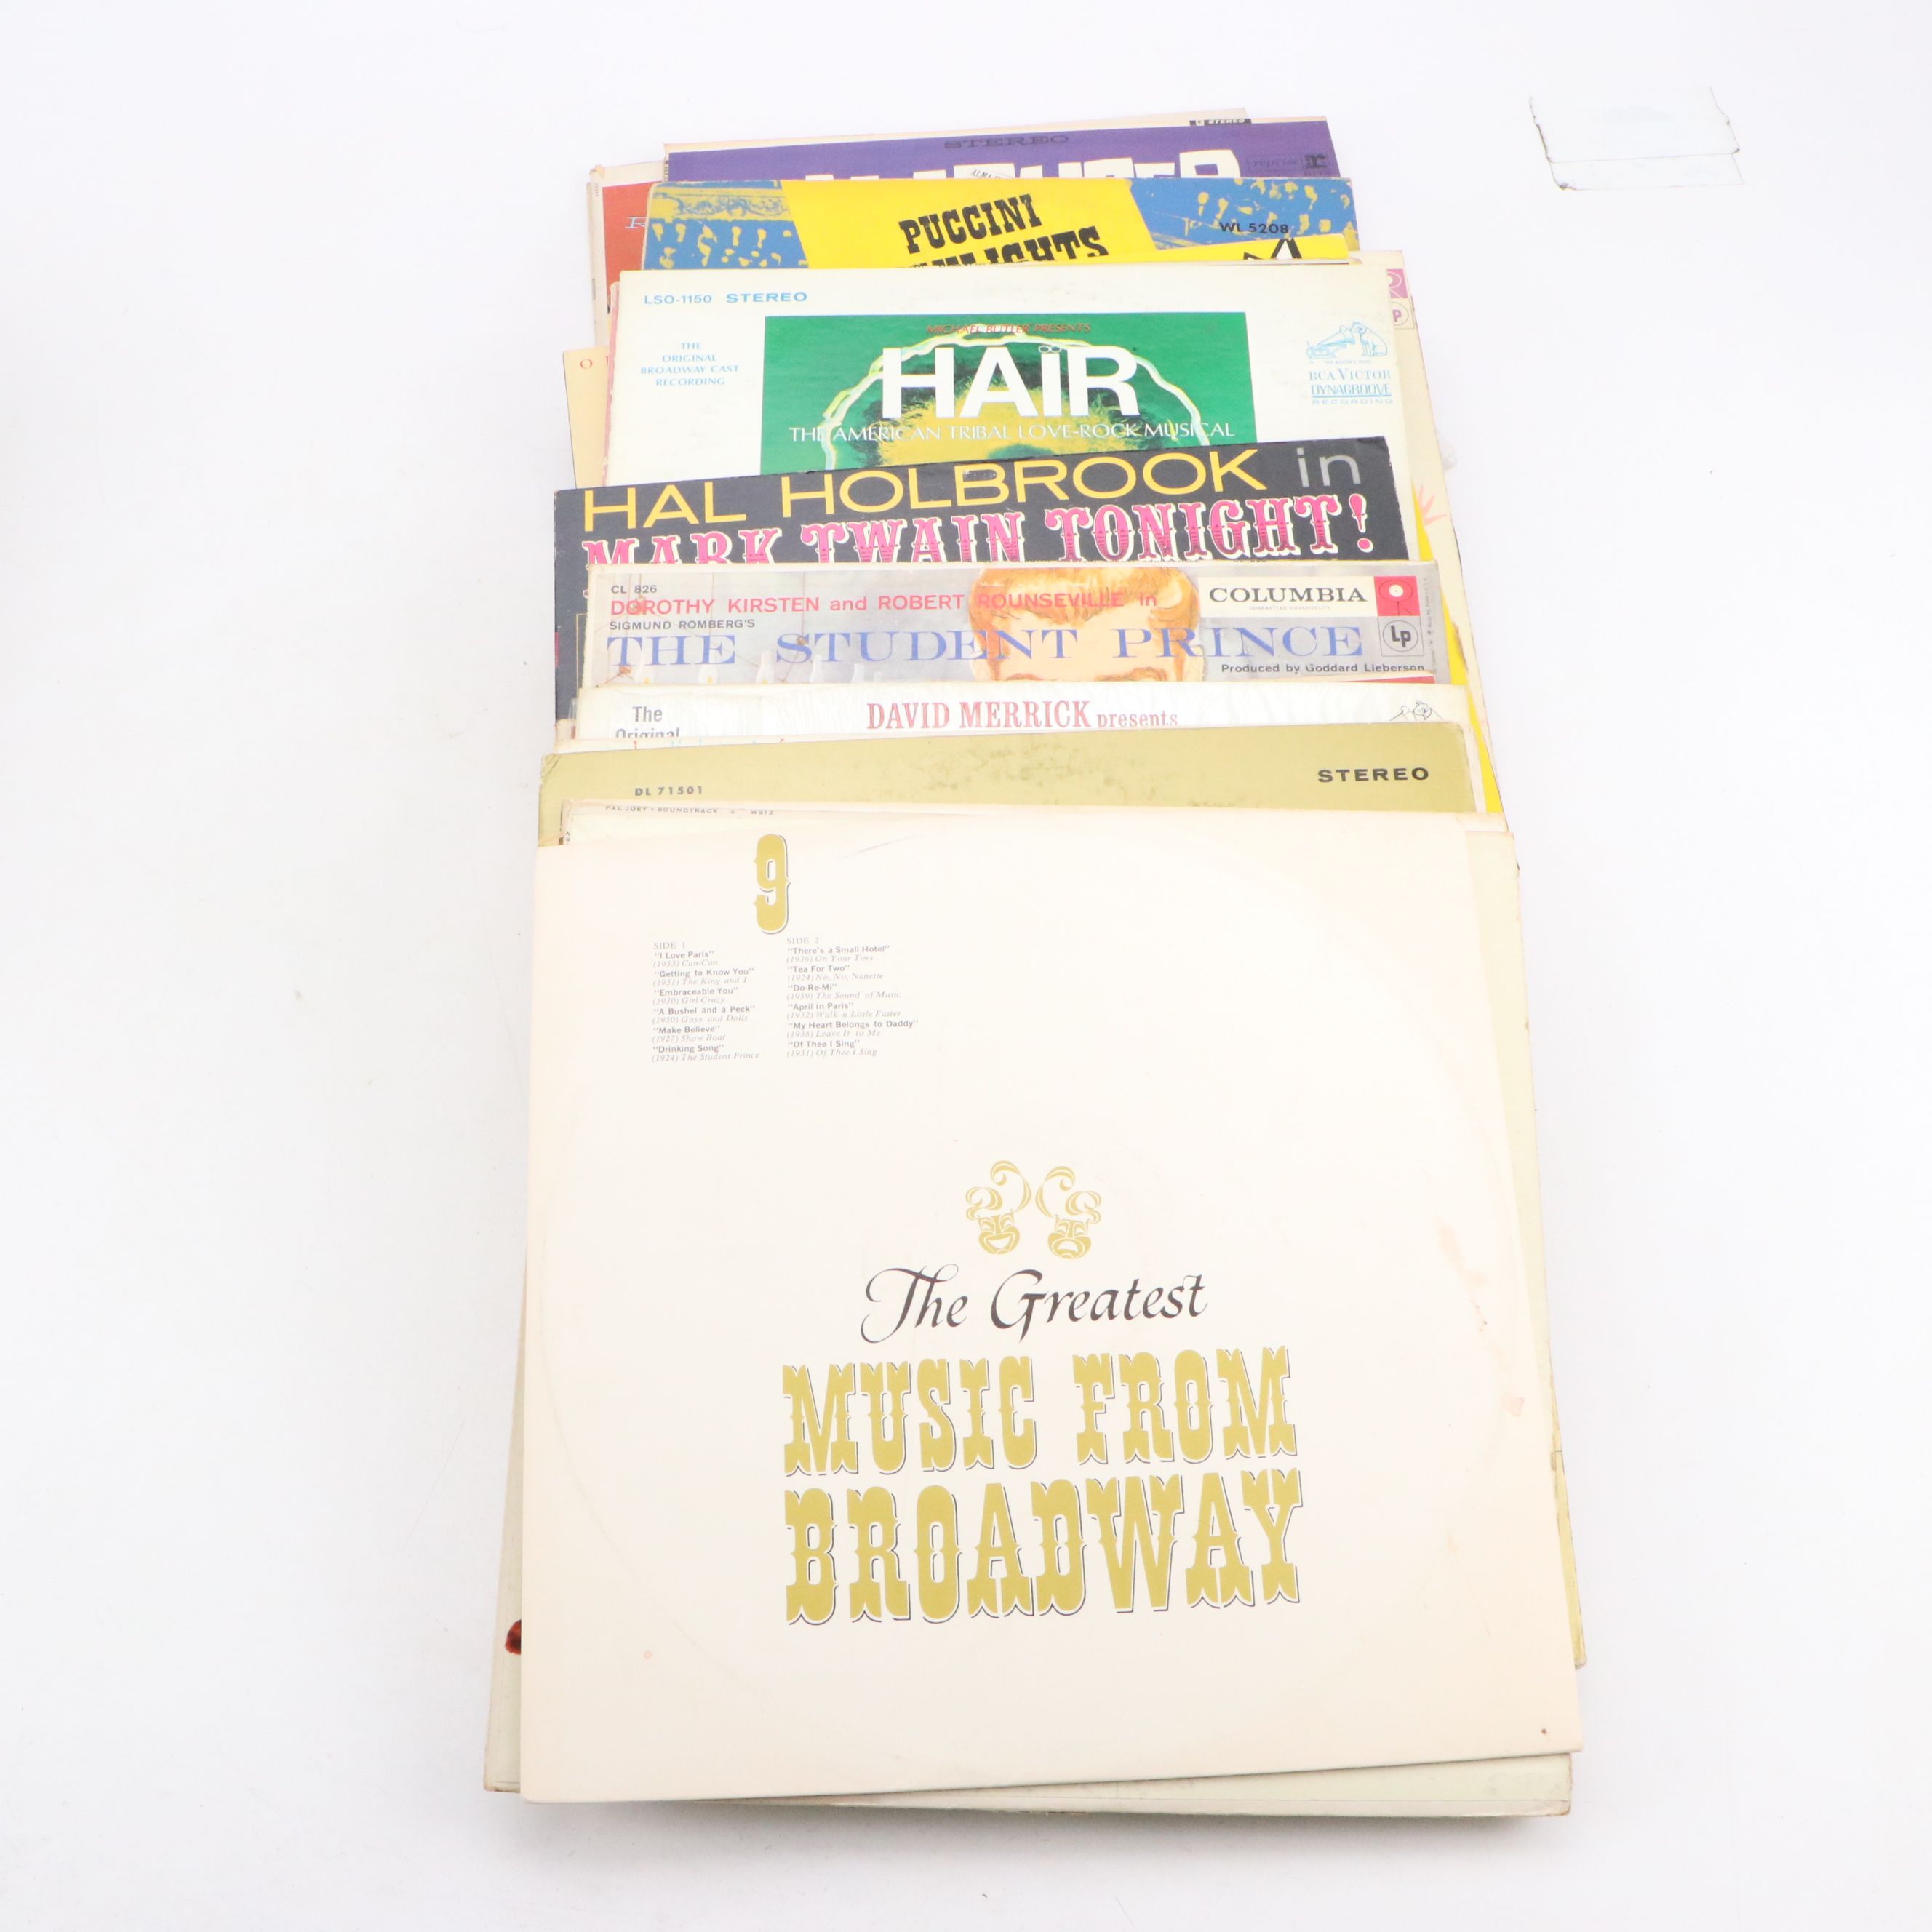 STEREO
STEREO
PUCCINI
WL 5208
LSO-1150 STEREO
THE
ORIGINAL
BROADWAY CAST
RECORDING
MICHAEL BUTLER PRESENTS
HAIR
THE AMERICAN TRIBAL LOVE-ROCK MUSICAL
RCA VICTOR
DYNAGROOVE
RECORDING
HAL HOLBROOK in
MARK TWAIN TONIGHT!
CL 826
DOROTHY KIRSTEN and ROBERT ROUNSEVILLE in
SIGMUND ROMBERG'S
THE STUDENT PRINCE
COLUMBIA
Lp
Produced by Goddard Lieberson
The
Original
DAVID MERRICK presents
STEREO
DL 71501
PAL JOEY • SOUNDTRACK • W912
9
SIDE 1
"I Love Paris"
(1953) Can-Can
"Getting to Know You"
(1951) The King and I
"Embraceable You"
(1930) Girl Crazy
"A Bushel and a Peck"
(1950) Guys and Dolls
"Make Believe"
(1927) Show Boat
"Drinking Song"
(1924) The Student Prince
SIDE 2
"There's a Small Hotel"
(1936) On Your Toes
"Tea For Two"
(1924) No, No, Nanette
"Do-Re-Mi"
(1959) The Sound of Music
"April in Paris"
(1932) Walk a Little Faster
"My Heart Belongs to Daddy"
(1938) Leave It to Me
"Of Thee I Sing"
(1931) Of Thee I Sing
The Greatest
MUSIC FROM
BROADWAY